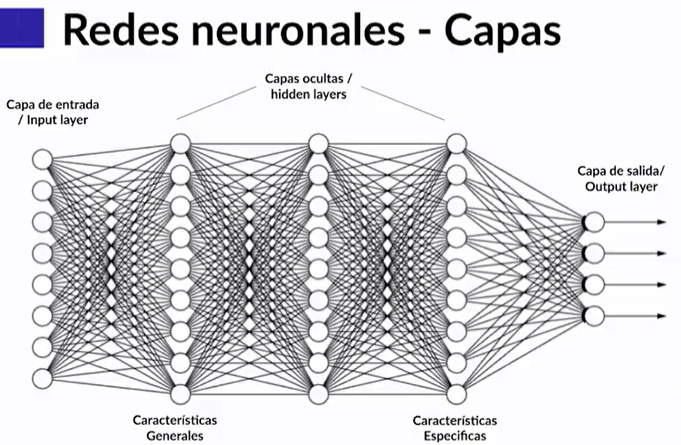 Redes neuronales - Capas
Capas ocultas /
hidden layers
Capa de entrada
/ Input layer
Capa de salida/
Output layer
Características
Generales
Características
Especificas